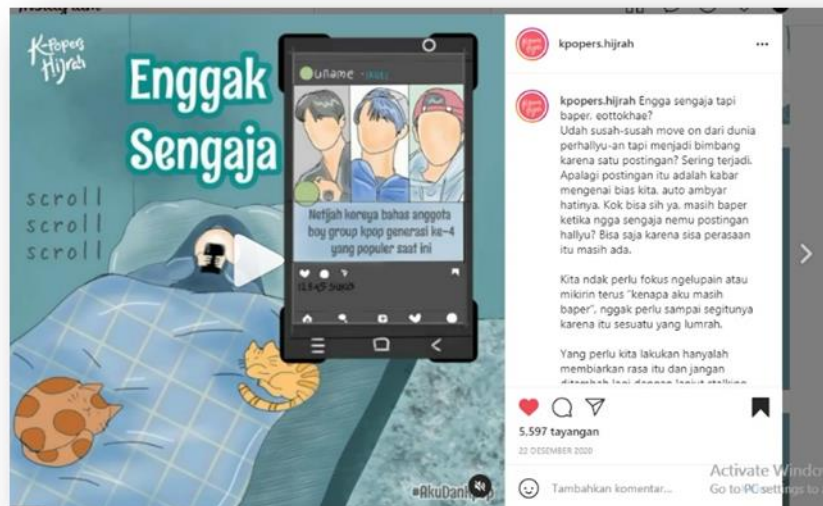 K-Popers
Hijrah
Enggak
Sengaja
scroll
scroll
scroll
uname
Netijah koreya bahas anggota
boy group kpop generasi ke-4
yang populer saat ini
#AkuDanKpop
kpopers.hijrah
kpopers.hijrah Engga sengaja tapi
baper. eottokhae?
Udah susah-susah move on dari dunia
perhallyu-an tapi menjadi bimbang
karena satu postingan? Sering terjadi.
Apalagi postingan itu adalah kabar
mengenai bias kita, auto ambyar
hatinya. Kok bisa sih ya, masih baper
ketika ngga sengaja nemu postingan
hallyu? Bisa saja karena sisa perasaan
itu masih ada.
Kita ndak perlu fokus ngelupain atau
mikirin terus "kenapa aku masih
baper", nggak perlu sampai segitunya
karena itu sesuatu yang lumrah.
Yang perlu kita lakukan hanyalah
membiarkan rasa itu dan jangan
ditambah lagi dengan lanjut stalking
5.597 tayangan
22 DESEMBER 2020
Tambahkan komentar...
Activate Windo
Go to PC settings to